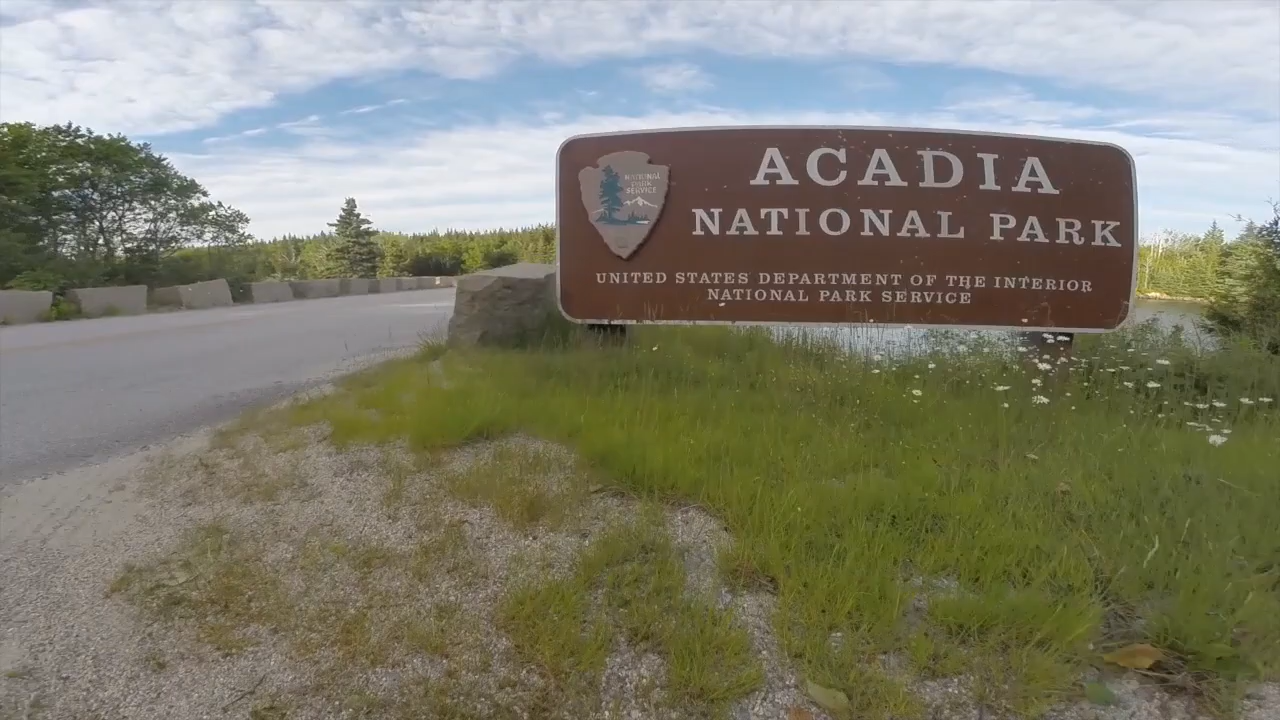 NATIONAL
PARK
SERVICE
ACADIA
NATIONAL PARK
UNITED STATES DEPARTMENT OF THE INTERIOR
NATIONAL PARK SERVICE